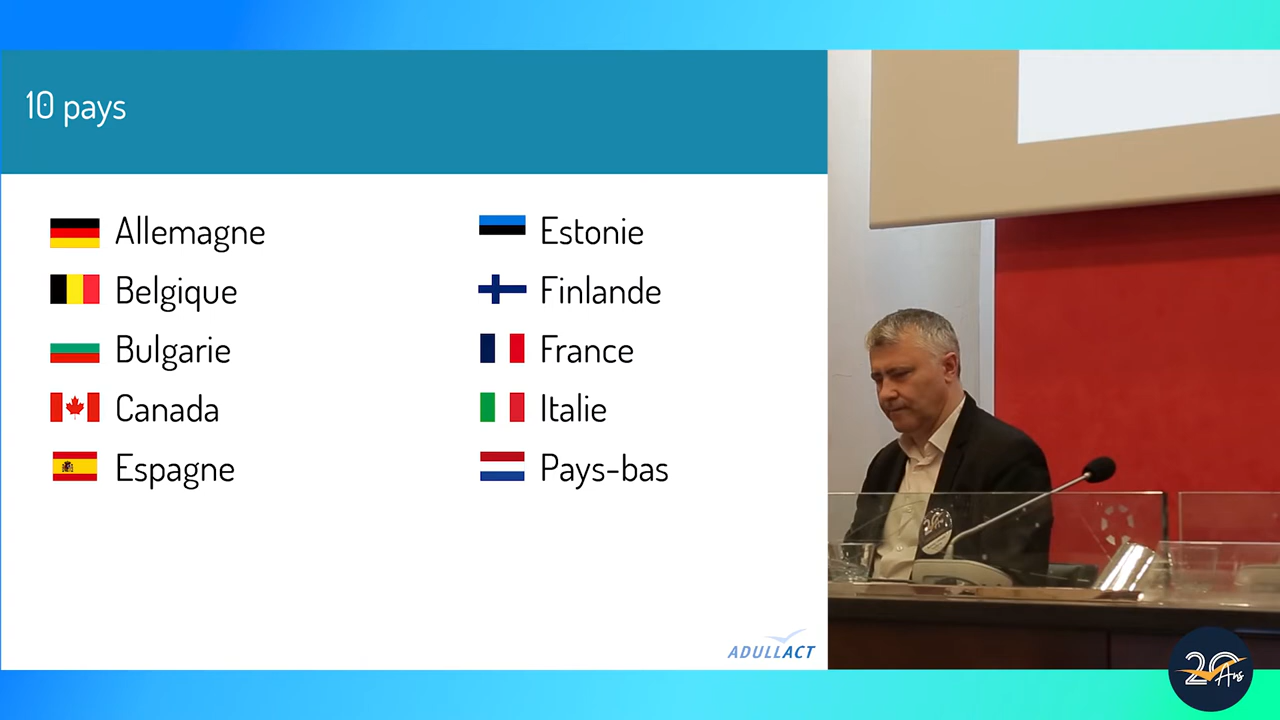 10 pays
Allemagne
Belgique
Bulgarie
Canada
Espagne
Estonie
Finlande
France
Italie
Pays-bas
ADULLACT
20 Ans